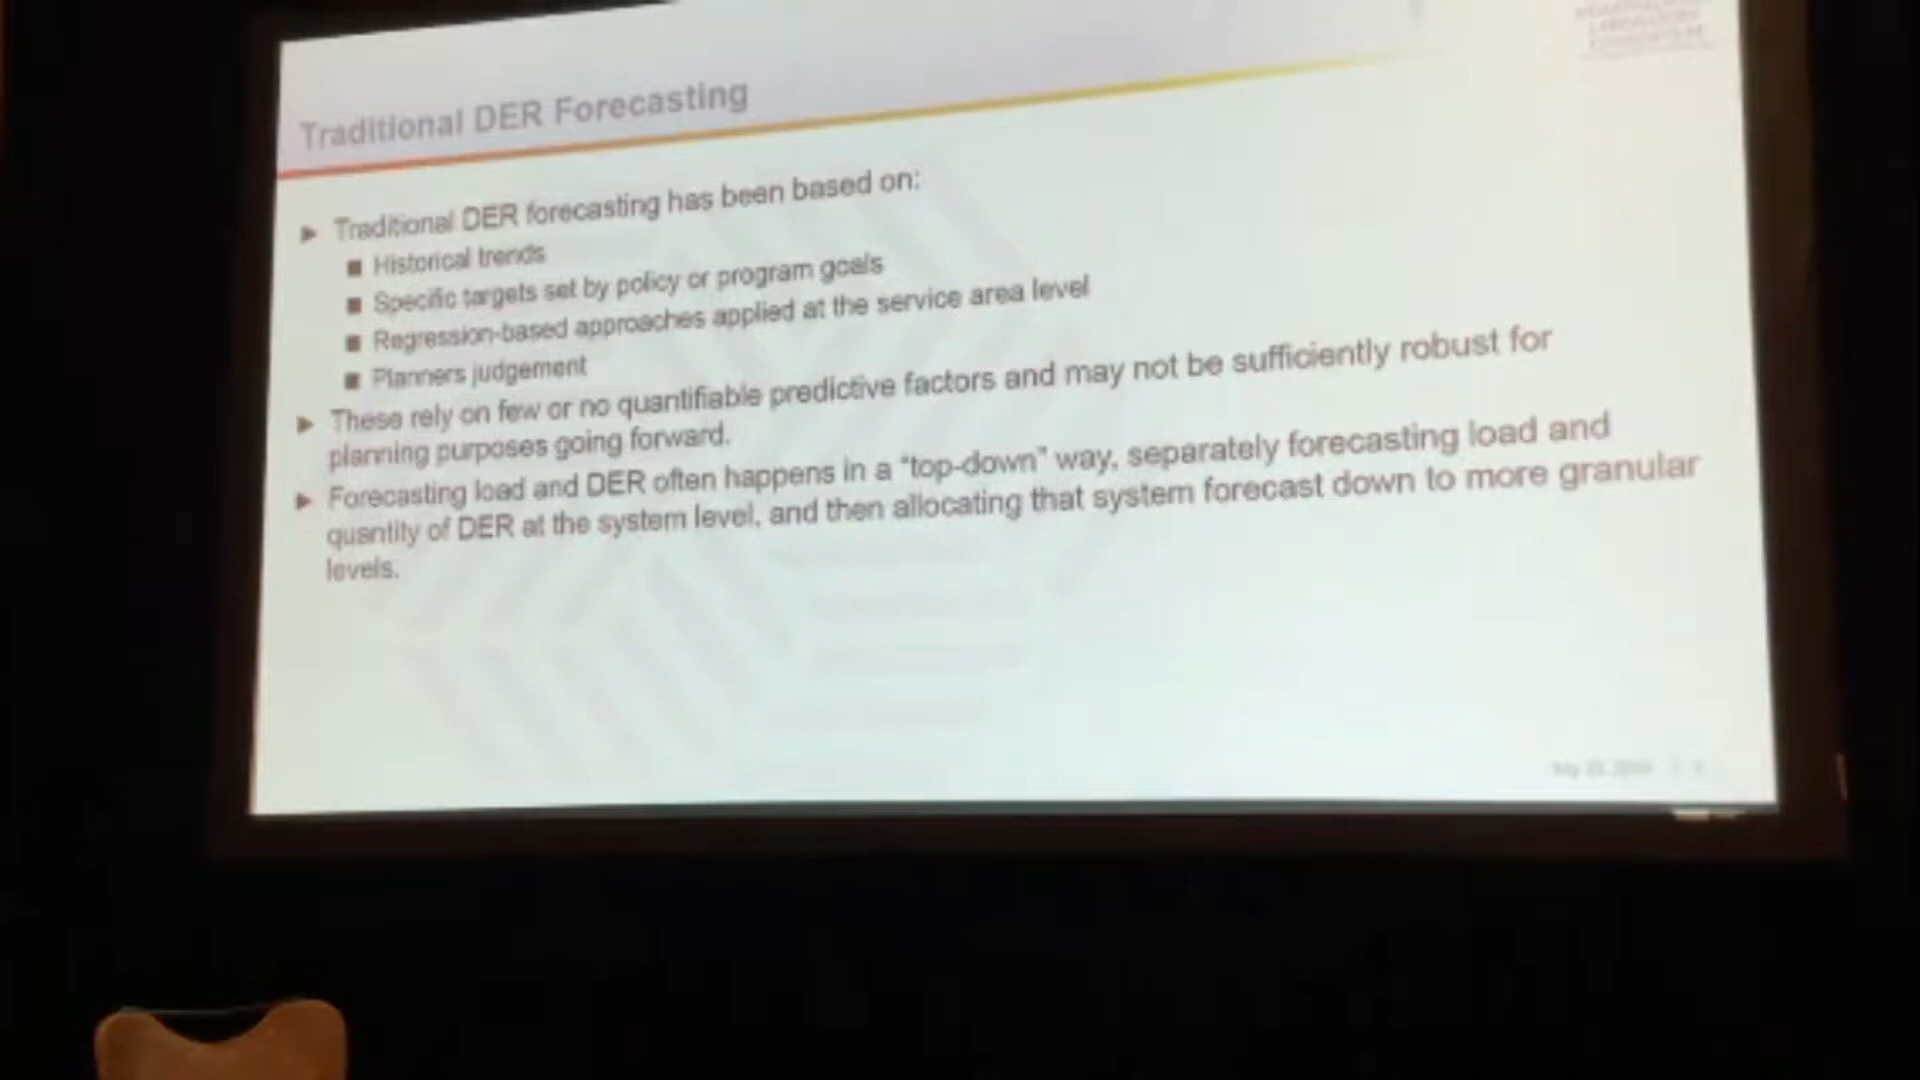 Traditional DER Forecasting
► Traditional DER forecasting has been based on:
■ Historical trends
■ Specific targets set by policy or program goals
■ Regression-based approaches applied at the service area level
■ Planners judgement
► These rely on few or no quantifiable predictive factors and may not be sufficiently robust for
planning purposes going forward.
► Forecasting load and DER often happens in a "top-down" way, separately forecasting load and
quantity of DER at the system level, and then allocating that system forecast down to more granular
levels.